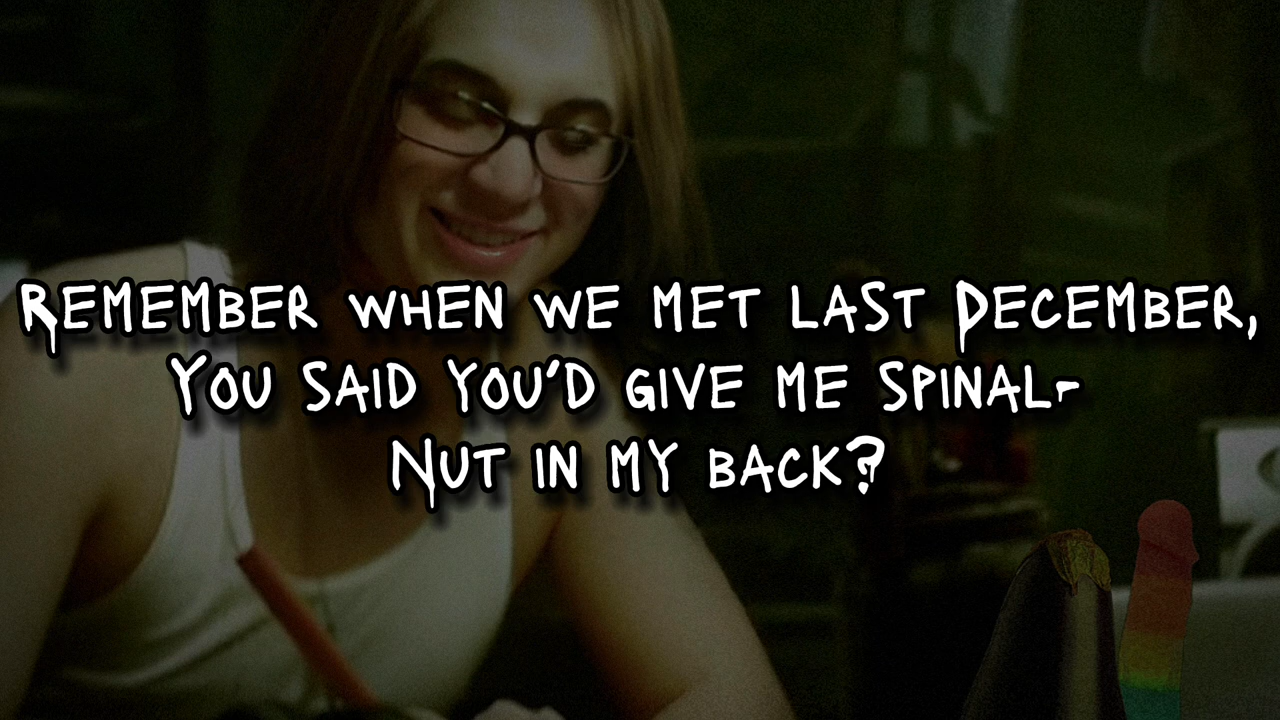 Remember when we met last December,
You said you'd give me spinal-
Nut in my back?